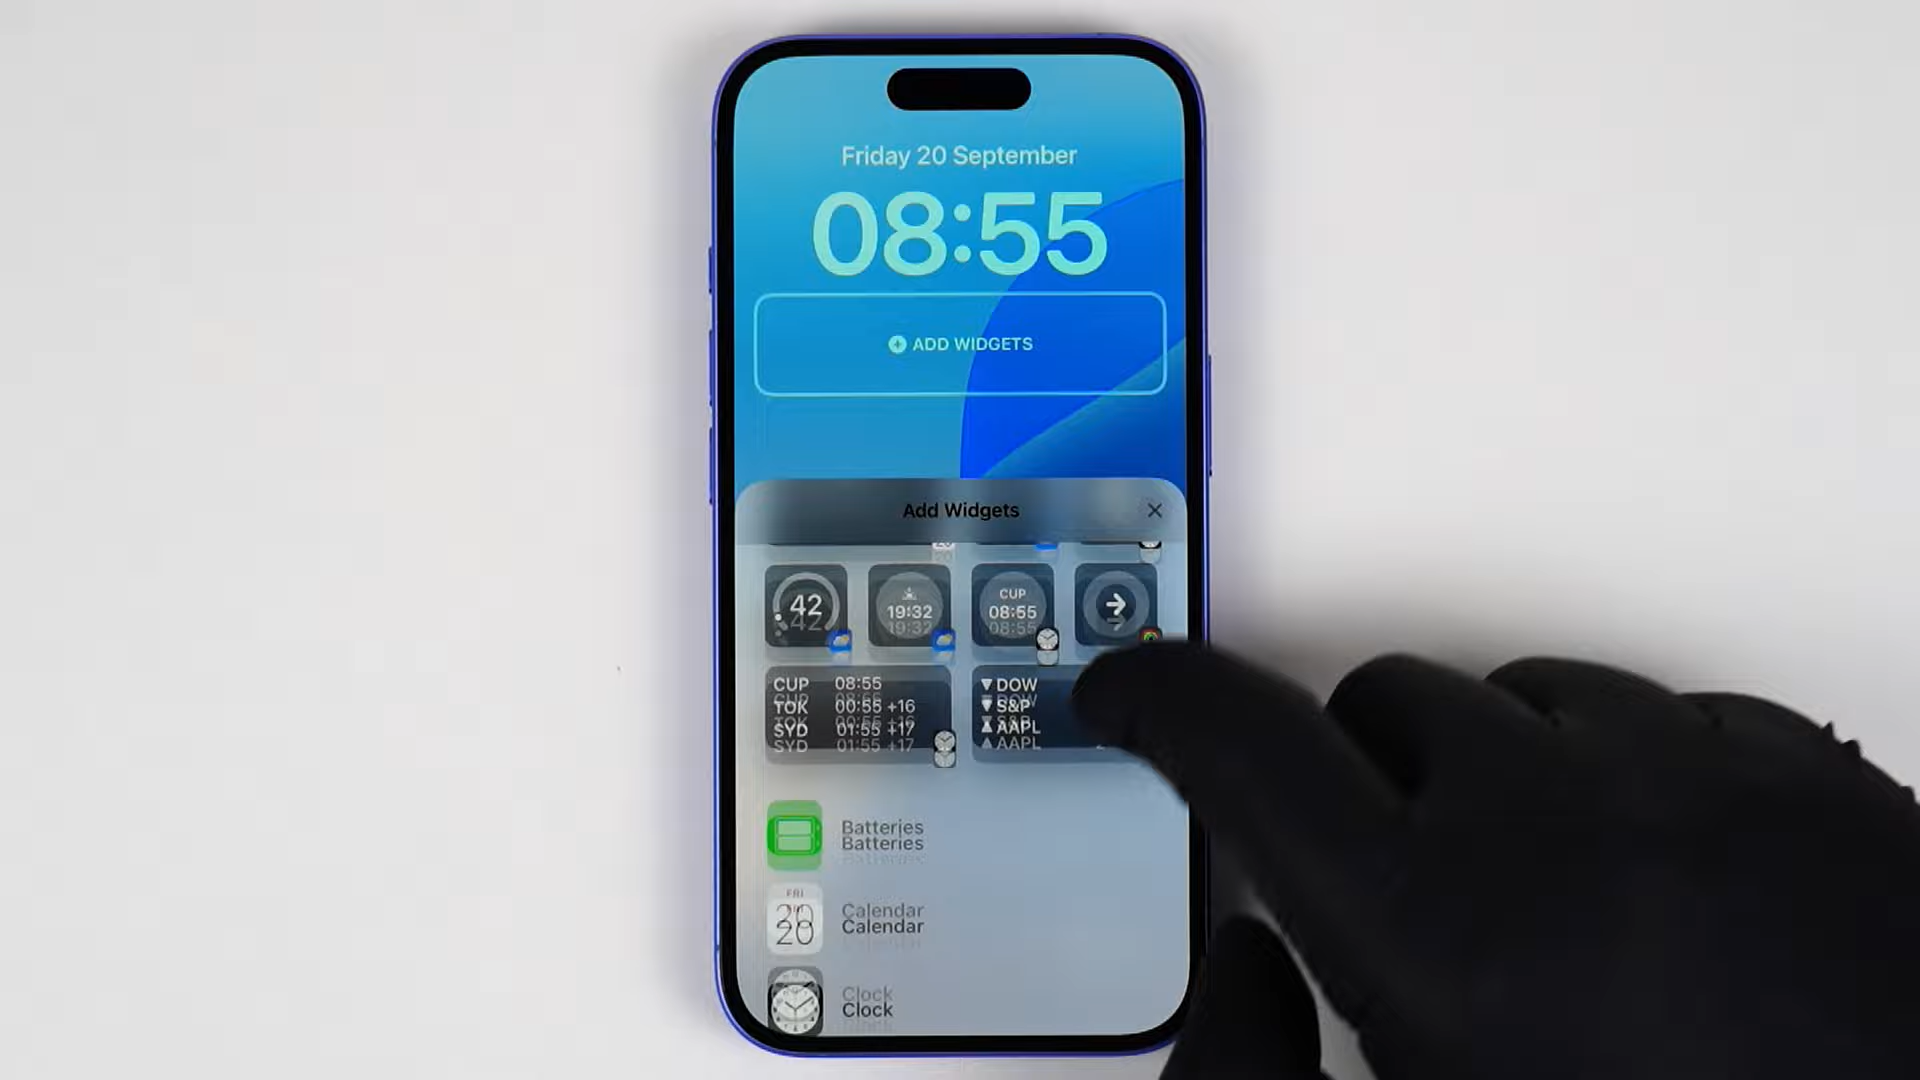 Friday 20 September
08:55
ADD WIDGETS
Add Widgets
42
19:32
CUP
08:55
CUP 08:55
TOK 00:55 +16
SYD 01:55 +17
DOW
S&P
AAPL
Batteries
FRI
20
Calendar
Clock